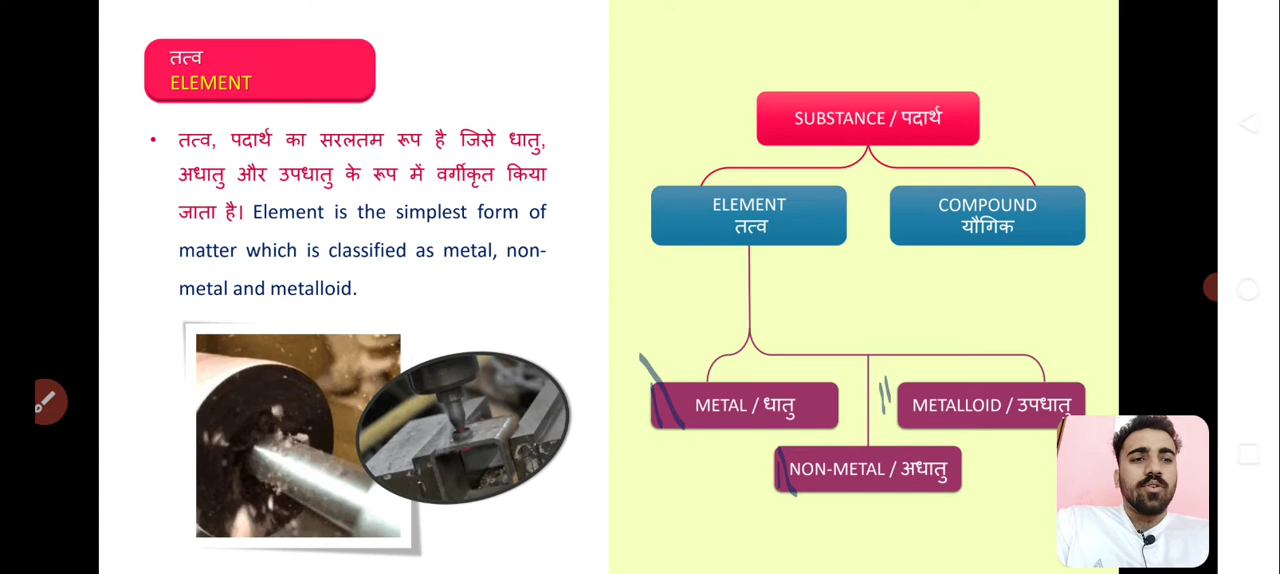 तत्व
ELEMENT
• तत्व, पदार्थ का सरलतम रूप है जिसे धातु,
अधातु और उपधातु के रूप में वर्गीकृत किया
जाता है। Element is the simplest form of
matter which is classified as metal, non-
metal and metalloid.
SUBSTANCE / पदार्थ
ELEMENT
तत्व
COMPOUND
यौगिक
METAL / धातु
METALLOID / उपधातु
NON-METAL / अधातु